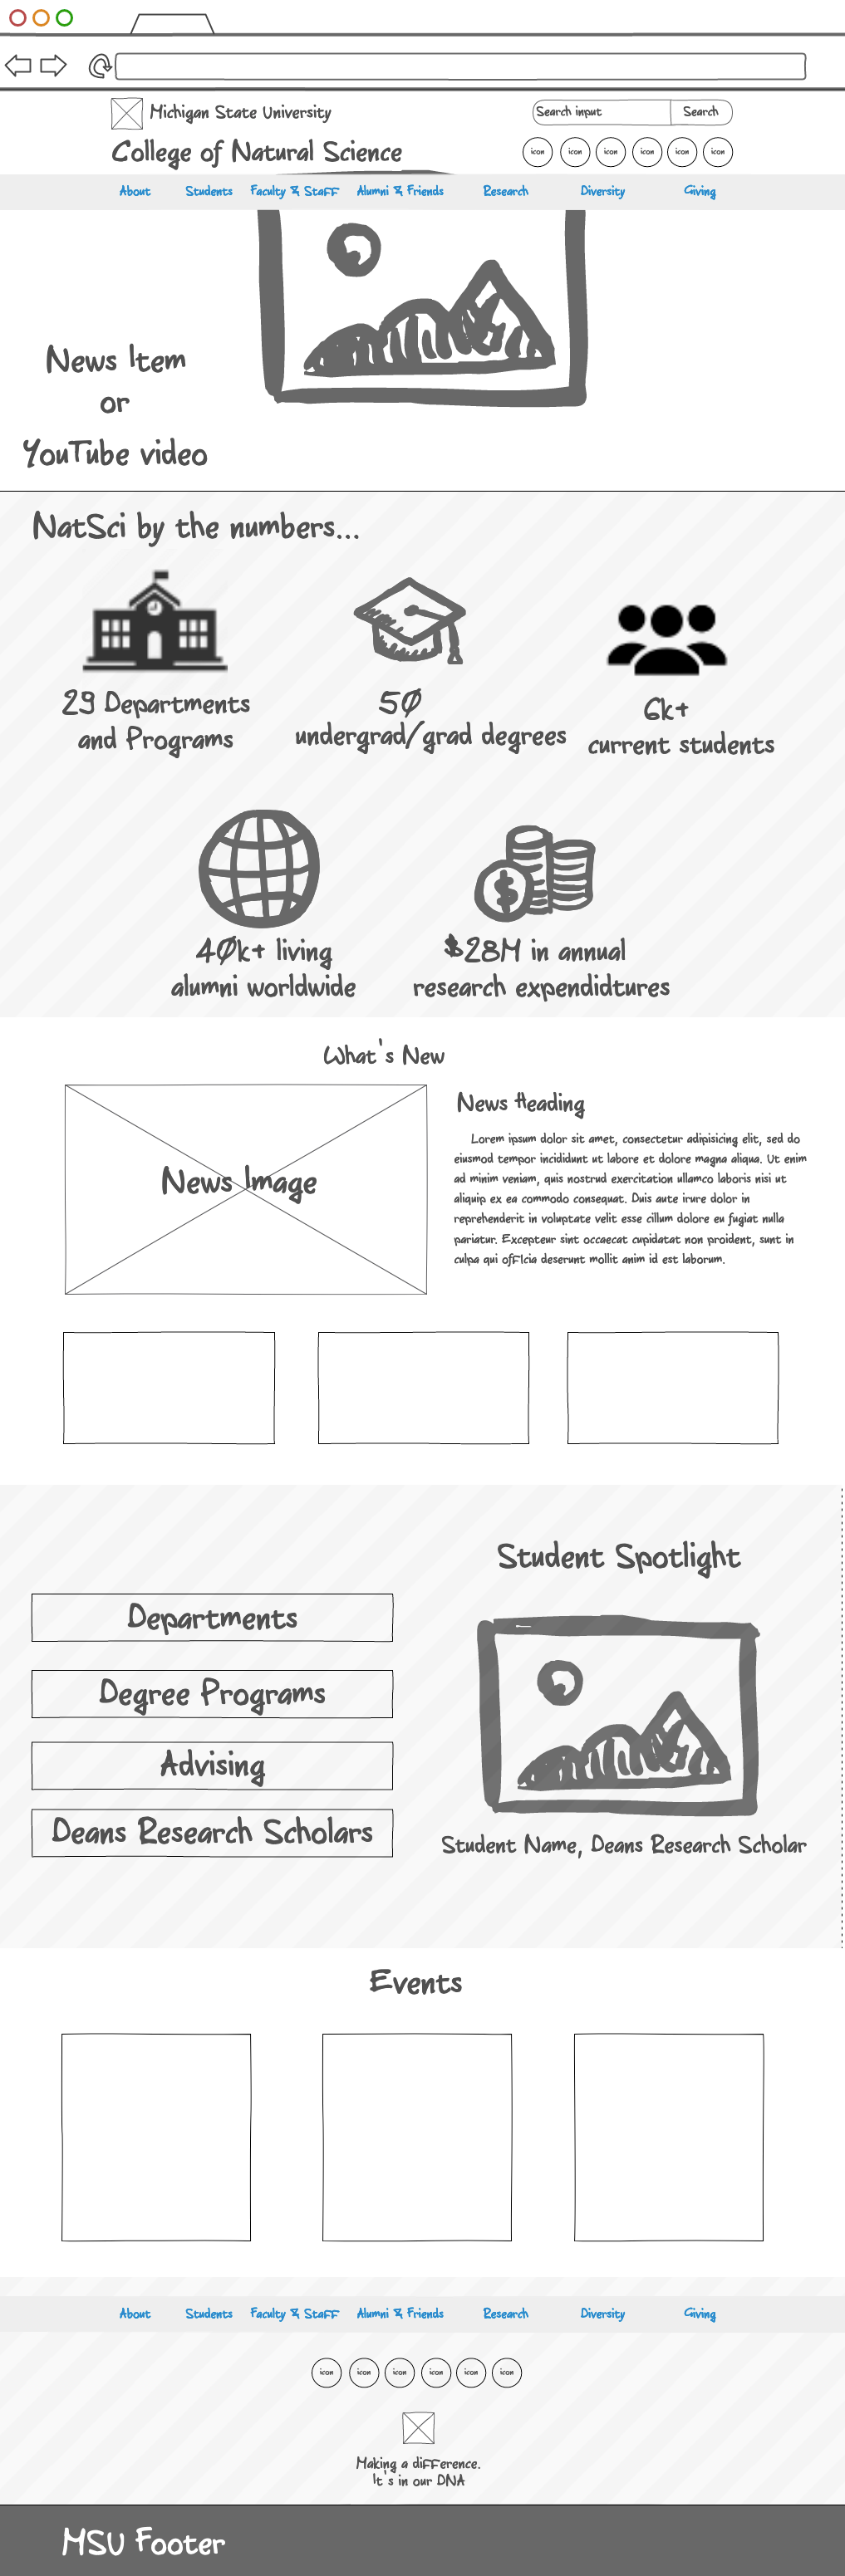 Michigan State University
Search input
Search
College of Natural Science
icon icon icon icon icon icon
About Students Faculty & Staff Alumni & Friends Research Diversity Giving
News Item
or
YouTube video
NatSci by the numbers...
29 Departments
and Programs
50
undergrad/grad degrees
6k+
current students
40k+ living
alumni worldwide
$28M in annual
research expendidtures
What's New
News Image
News Heading
Lorem ipsum dolor sit amet, consectetur adipisicing elit, sed do
eiusmod tempor incididunt ut labore et dolore magna aliqua. Ut enim
ad minim veniam, quis nostrud exercitation ullamco laboris nisi ut
aliquip ex ea commodo consequat. Duis aute irure dolor in
reprehenderit in voluptate velit esse cillum dolore eu fugiat nulla
pariatur. Excepteur sint occaecat cupidatat non proident, sunt in
culpa qui officia deserunt mollit anim id est laborum.
Departments
Degree Programs
Advising
Deans Research Scholars
Student Spotlight
Student Name, Deans Research Scholar
Events
About Students Faculty & Staff Alumni & Friends Research Diversity Giving
icon icon icon icon icon icon
Making a difference.
It's in our DNA
MSU Footer